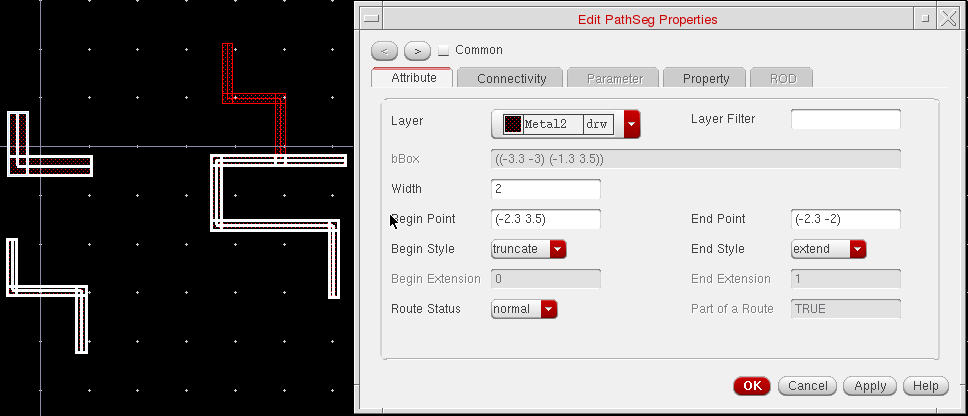 Edit PathSeg Properties
< > Common
Attribute Connectivity Parameter Property ROD
Layer Metal2 drw Layer Filter
bBox ((-3.3 -3) (-1.3 3.5))
Width 2
Begin Point (-2.3 3.5) End Point (-2.3 -2)
Begin Style truncate End Style extend
Begin Extension 0 End Extension 1
Route Status normal Part of a Route TRUE
OK Cancel Apply Help